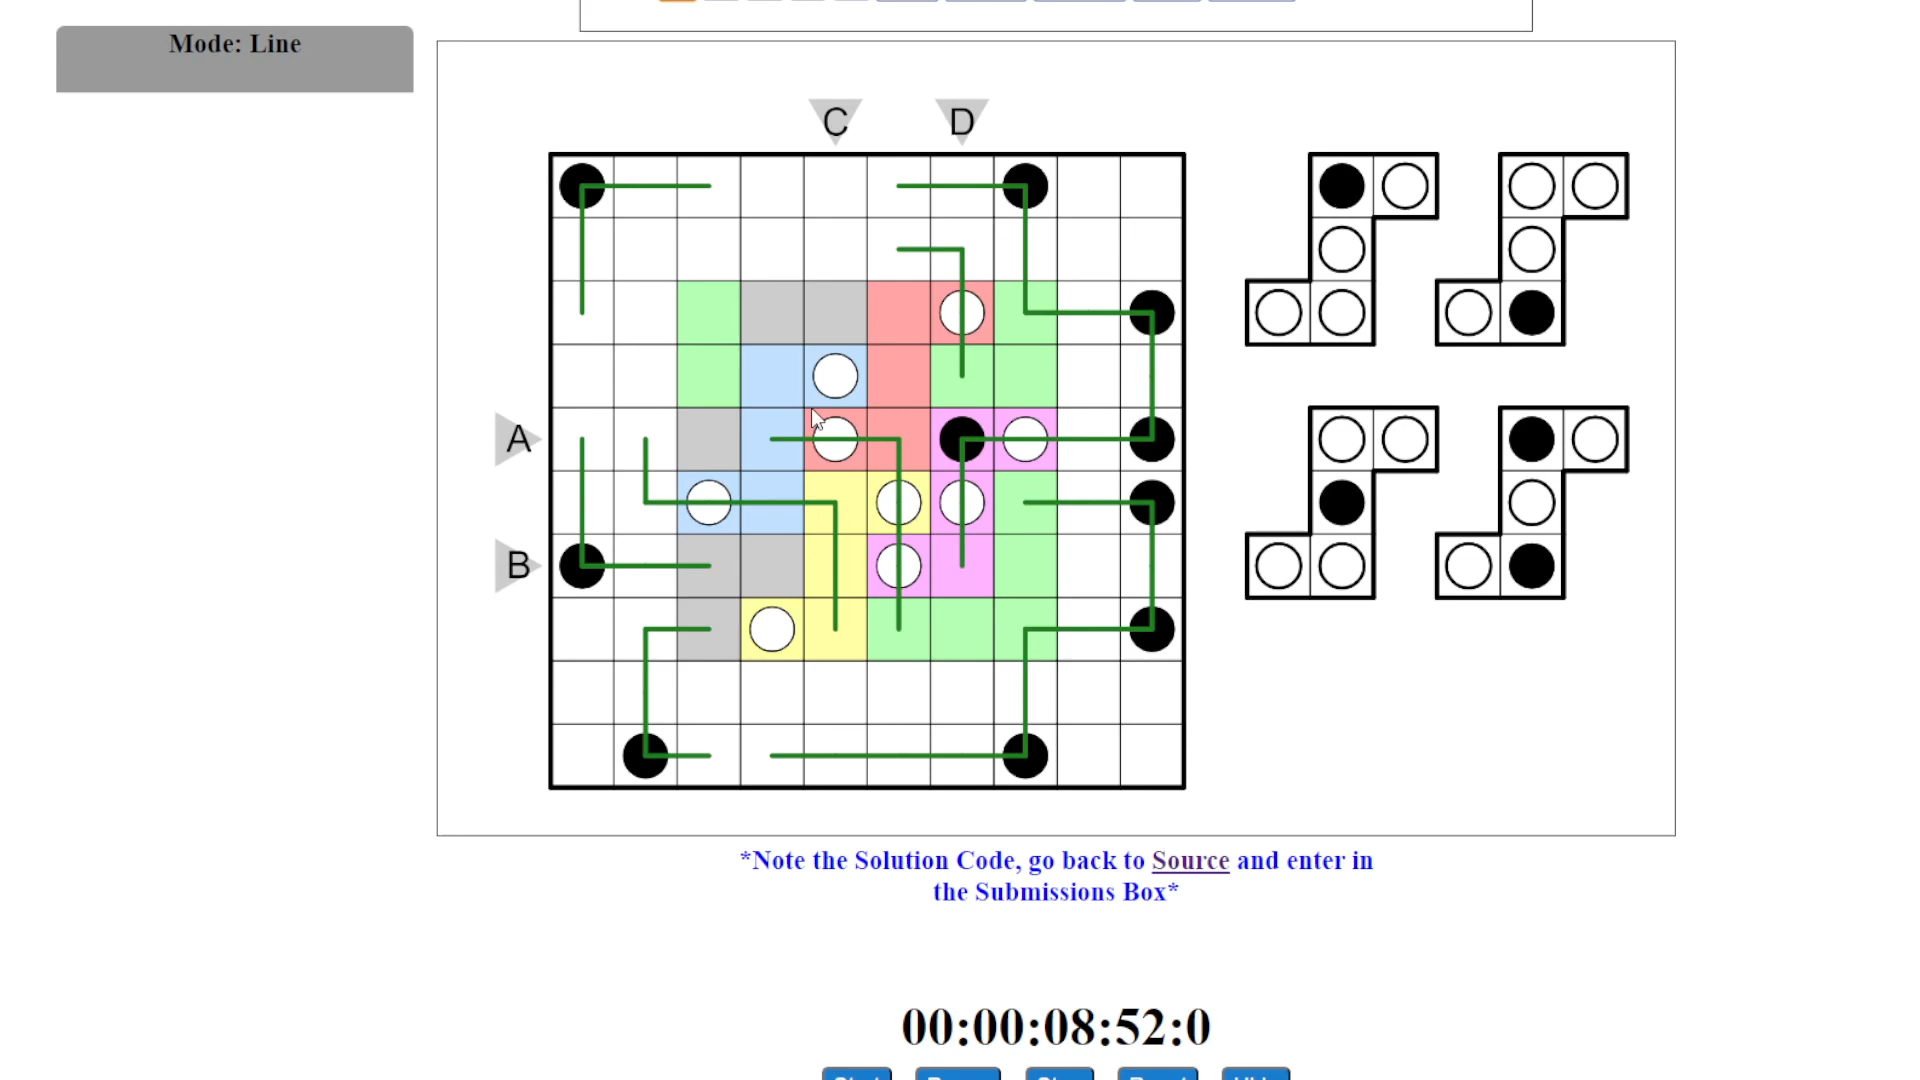 Mode: Line
C D
A
B
*Note the Solution Code, go back to Source and enter in
the Submissions Box*
00:00:08:52:0